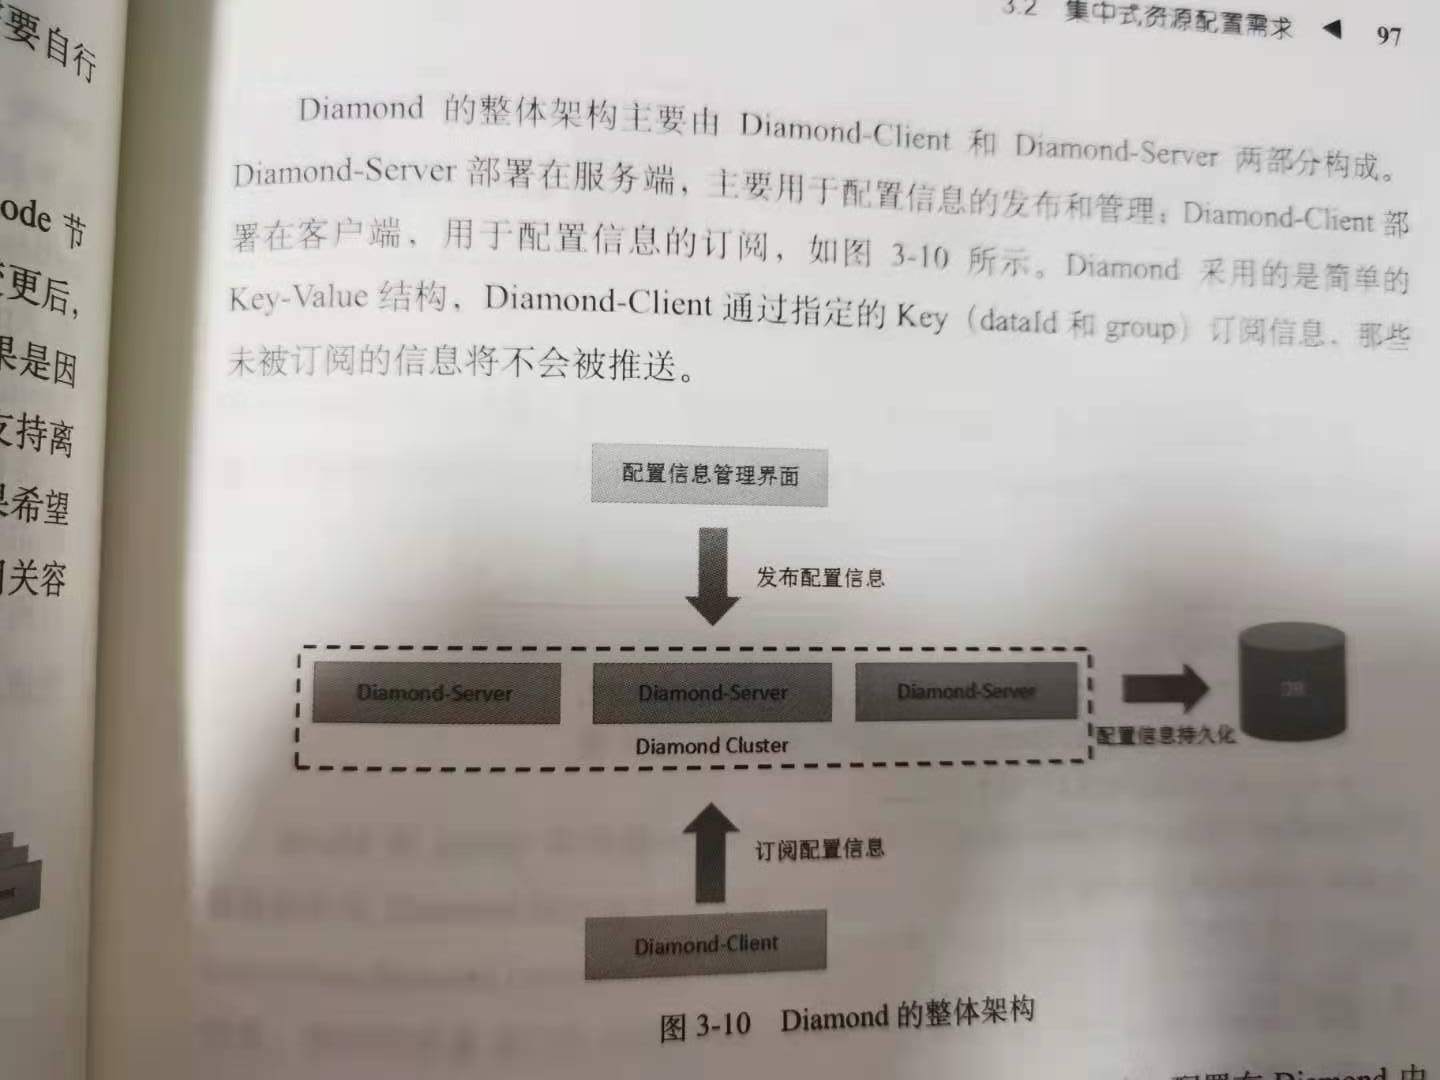 要自行
ode 节
更后,
果是因
支持离
希望
关容
3.2 集中式资源配置需求 ◀ 97
Diamond 的整体架构主要由 Diamond-Client 和 Diamond-Server 两部分构成。
Diamond-Server 部署在服务端，主要用于配置信息的发布和管理；Diamond-Client 部
署在客户端，用于配置信息的订阅，如图 3-10 所示。Diamond 采用的是简单的
Key-Value 结构，Diamond-Client 通过指定的 Key（dataId 和 group）订阅信息，那些
未被订阅的信息将不会被推送。
配置信息管理界面
发布配置信息
Diamond-Server Diamond-Server Diamond-Server
Diamond Cluster
DB
配置信息持久化
订阅配置信息
Diamond-Client
图 3-10 Diamond 的整体架构
配置在 Diamond 中